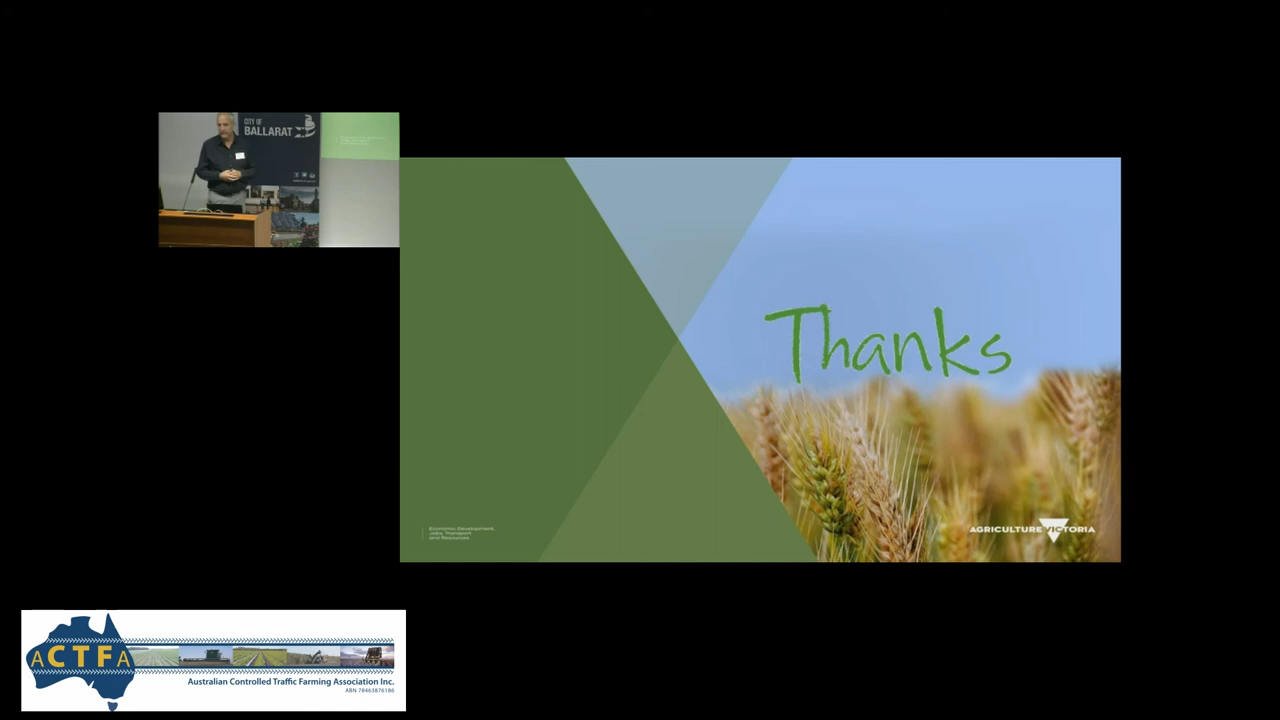 CITY OF
BALLARAT
Thanks
Economic Development,
Jobs, Transport
and Resources
AGRICULTURE VICTORIA
ACTFA
Australian Controlled Traffic Farming Association Inc.
ABN 78463876186